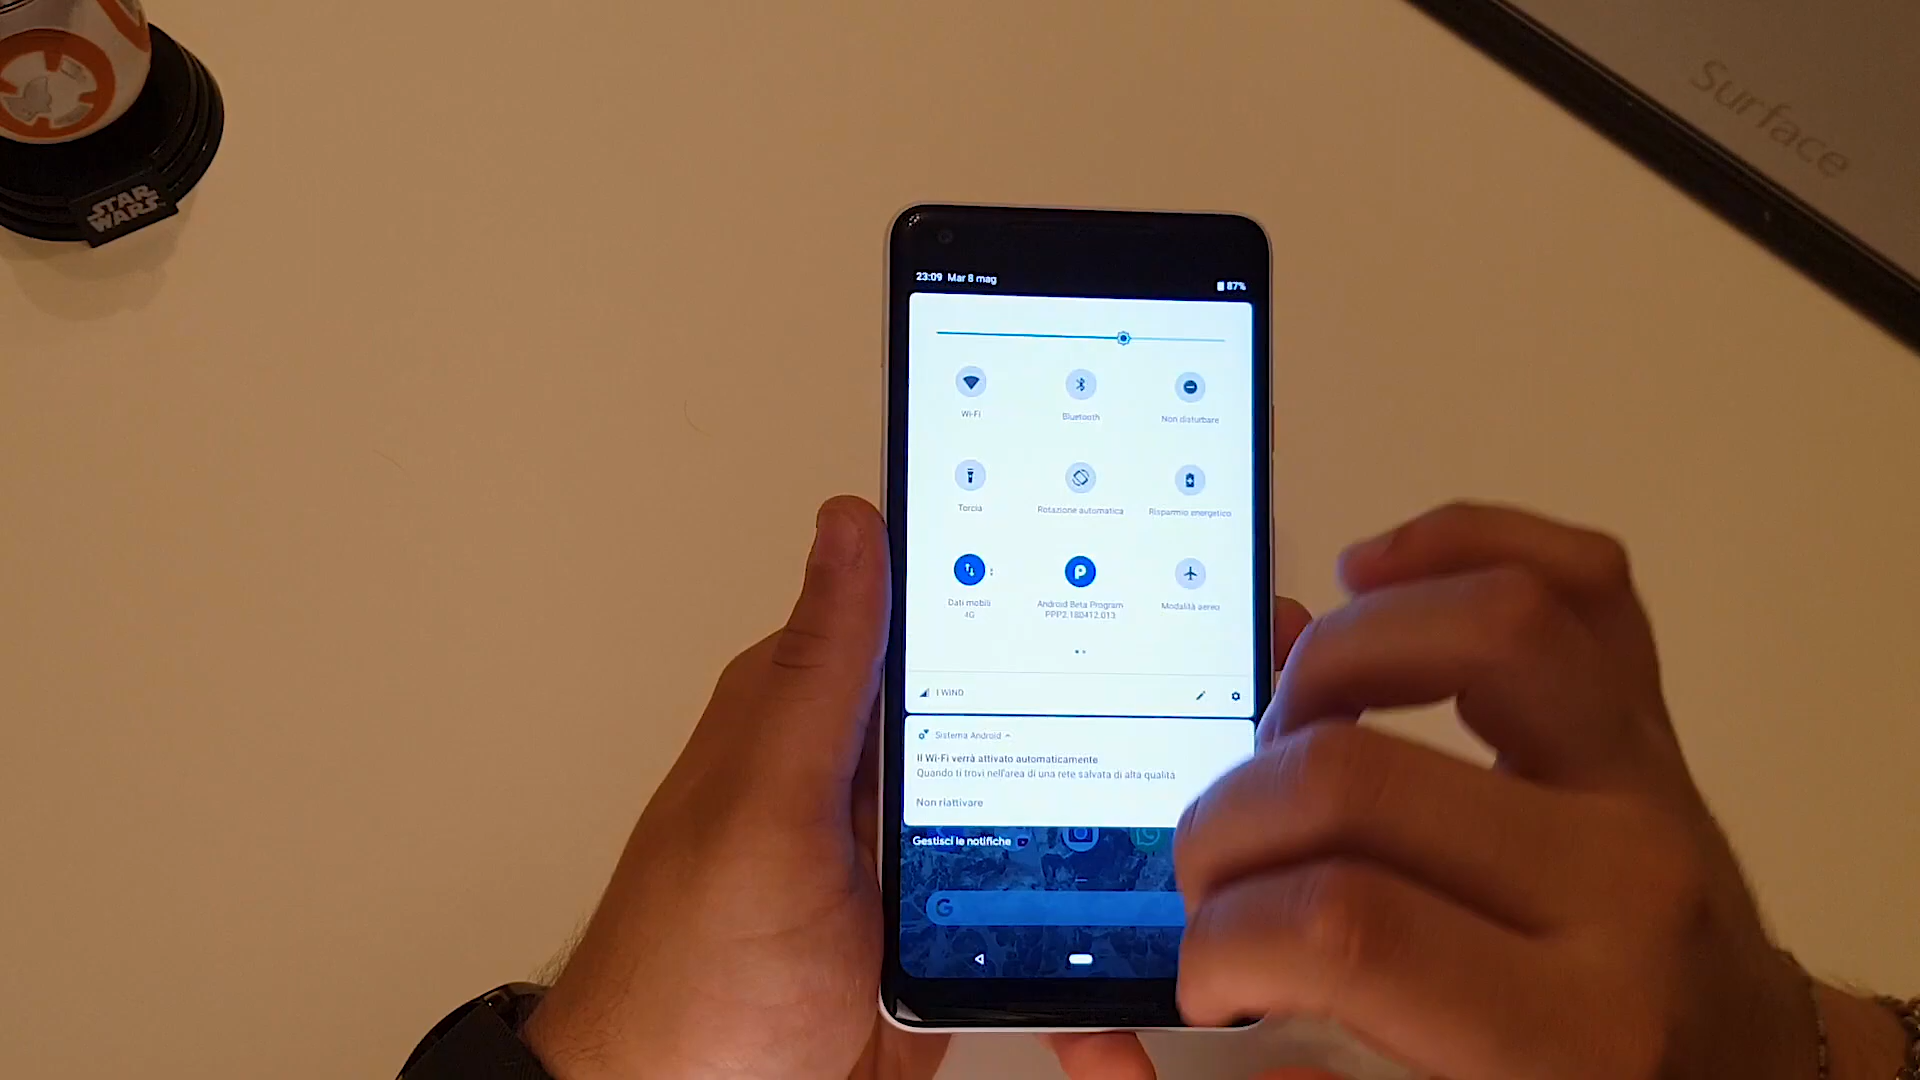 STAR
WARS
Surface
23:09 Mar 8 mag
87%
Wi-Fi
Bluetooth
Non disturbare
Torcia
Rotazione automatica
Risparmio energetico
Dati mobili
4G
Android Beta Program
PPP2.180412.013
Modalità aereo
I WIND
Sistema Android
Il Wi-Fi verrà attivato automaticamente
Quando ti trovi nell'area di una rete salvata di alta qualità
Non riattivare
Gestisci le notifiche
G